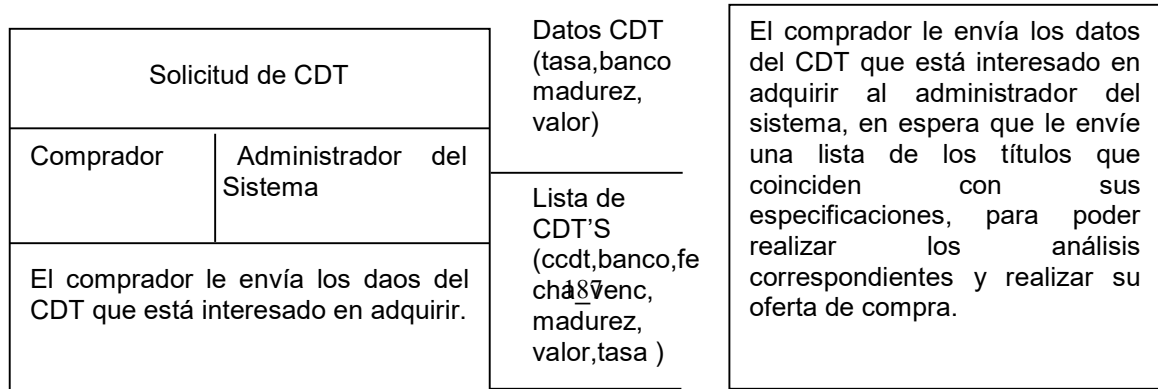 Solicitud de CDT
Comprador
Administrador del
Sistema
El comprador le envía los daos del
CDT que está interesado en adquirir.
Datos CDT
(tasa,banco
madurez,
valor)
Lista de
CDT'S
(ccdt,banco,fe
cha_venc,
madurez,
valor,tasa )
187
El comprador le envía los datos
del CDT que está interesado en
adquirir al administrador del
sistema, en espera que le envíe
una lista de los títulos que
coinciden con sus
especificaciones, para poder
realizar los análisis
correspondientes y realizar su
oferta de compra.